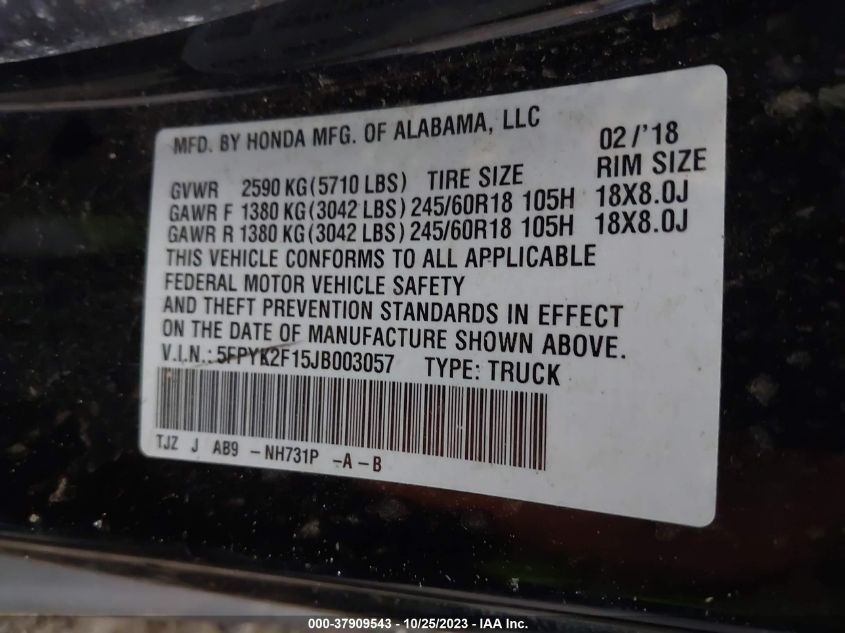 MFD. BY HONDA MFG. OF ALABAMA, LLC 02/'18
GVWR 2590 KG(5710 LBS) TIRE SIZE RIM SIZE
GAWR F 1380 KG(3042 LBS) 245/60R18 105H 18X8.0J
GAWR R 1380 KG(3042 LBS) 245/60R18 105H 18X8.0J
THIS VEHICLE CONFORMS TO ALL APPLICABLE
FEDERAL MOTOR VEHICLE SAFETY
AND THEFT PREVENTION STANDARDS IN EFFECT
ON THE DATE OF MANUFACTURE SHOWN ABOVE.
V.I.N.: 5FPYK2F15JB003057 TYPE: TRUCK
TJZ J AB9 -NH731P -A-B
000-37909543 - 10/25/2023 - © IAA Inc.